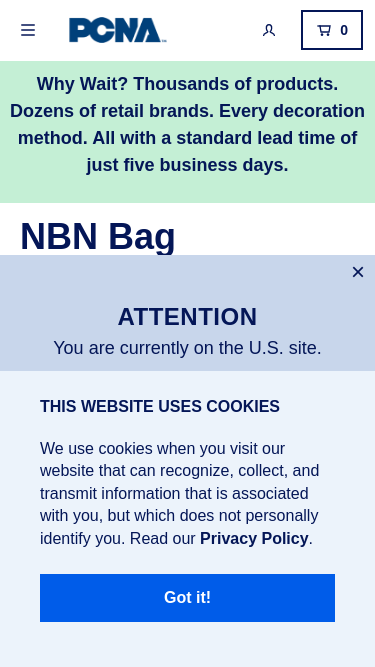 PCNA
0
Why Wait? Thousands of products.
Dozens of retail brands. Every decoration
method. All with a standard lead time of
just five business days.
NBN Bag
ATTENTION
You are currently on the U.S. site.
THIS WEBSITE USES COOKIES
We use cookies when you visit our
website that can recognize, collect, and
transmit information that is associated
with you, but which does not personally
identify you. Read our Privacy Policy.
Got it!